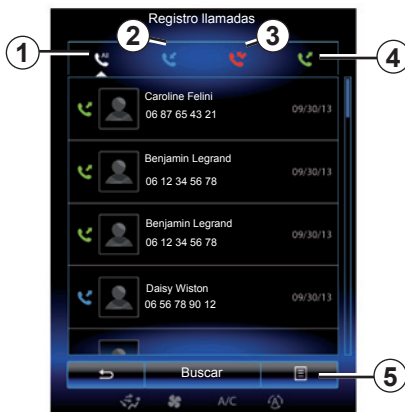 Registro llamadas
1
2
3
4
All
Caroline Felini
06 87 65 43 21
09/30/13
Benjamin Legrand
06 12 34 56 78
09/30/13
Benjamin Legrand
06 12 34 56 78
09/30/13
Daisy Wiston
06 56 78 90 12
09/30/13
Buscar
5
A/C
A